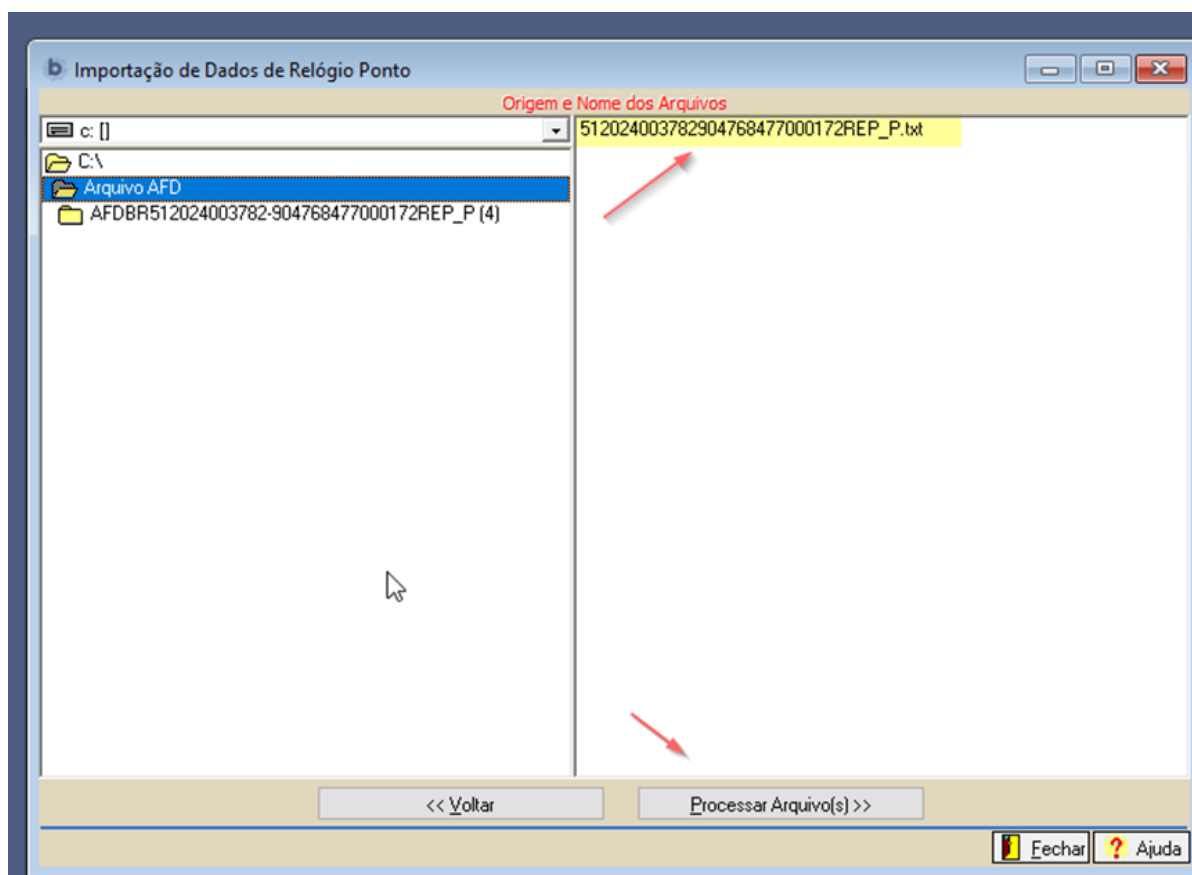 Importação de Dados de Relógio Ponto
Origem e Nome dos Arquivos
c: []
512024003782904768477000172REP_P.txt
C:\
Arquivo AFD
AFDBR512024003782-904768477000172REP_P (4)
<< Voltar
Processar Arquivo(s) >>
Fechar
? Ajuda